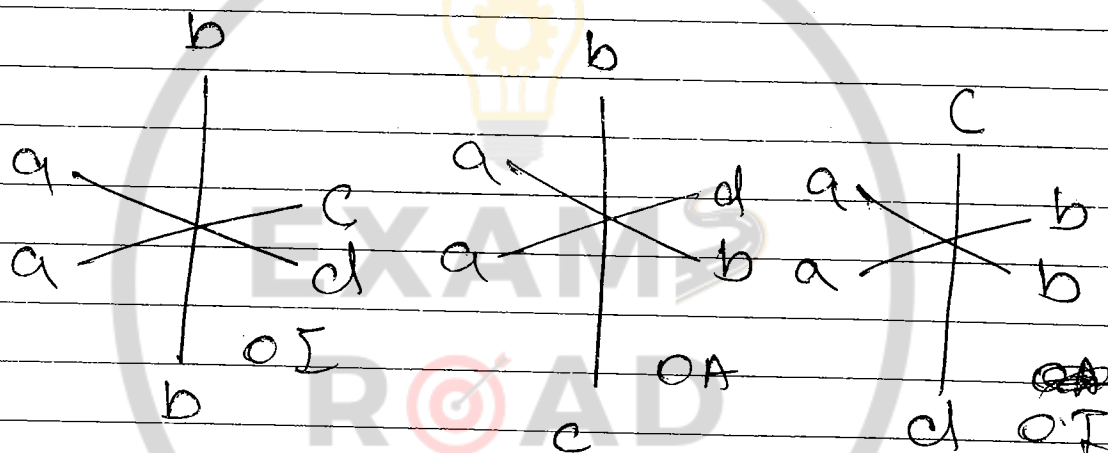 b b C
a a d a b
a C a b a b
d
OI OA O.I
b c d
EXAMS
ROAD